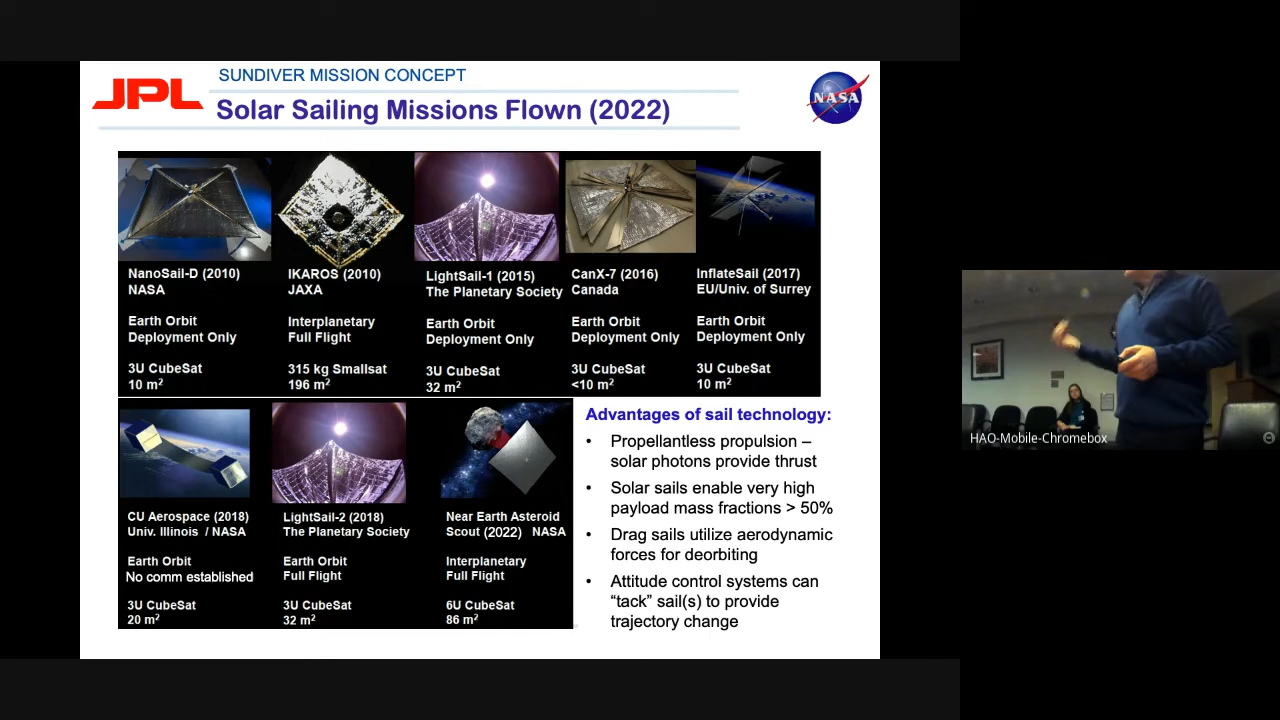 SUNDIVER MISSION CONCEPT
JPL
Solar Sailing Missions Flown (2022)
NASA
NanoSail-D (2010)
NASA
Earth Orbit
Deployment Only
3U CubeSat
10 m²
IKAROS (2010)
JAXA
Interplanetary
Full Flight
315 kg Smallsat
196 m²
LightSail-1 (2015)
The Planetary Society
Earth Orbit
Deployment Only
3U CubeSat
32 m²
CanX-7 (2016)
Canada
Earth Orbit
Deployment Only
3U CubeSat
<10 m²
InflateSail (2017)
EU/Univ. of Surrey
Earth Orbit
Deployment Only
3U CubeSat
10 m²
CU Aerospace (2018)
Univ. Illinois / NASA
Earth Orbit
No comm established
3U CubeSat
20 m²
LightSail-2 (2018)
The Planetary Society
Earth Orbit
Full Flight
3U CubeSat
32 m²
Near Earth Asteroid
Scout (2022) NASA
Interplanetary
Full Flight
6U CubeSat
86 m²
Advantages of sail technology:
• Propellantless propulsion –
solar photons provide thrust
• Solar sails enable very high
payload mass fractions > 50%
• Drag sails utilize aerodynamic
forces for deorbiting
• Attitude control systems can
“tack” sail(s) to provide
trajectory change
HAO-Mobile-Chromebox